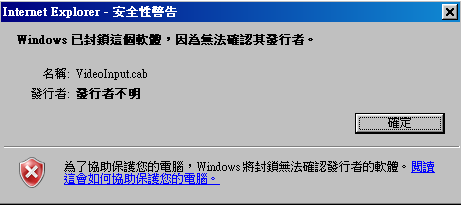 Internet Explorer - 安全性警告
Windows 已封鎖這個軟體，因為無法確認其發行者。
名稱: VideoInput.cab
發行者: 發行者不明
確定
為了協助保護您的電腦，Windows 將封鎖無法確認發行者的軟體。閱讀
這會如何協助保護您的電腦。